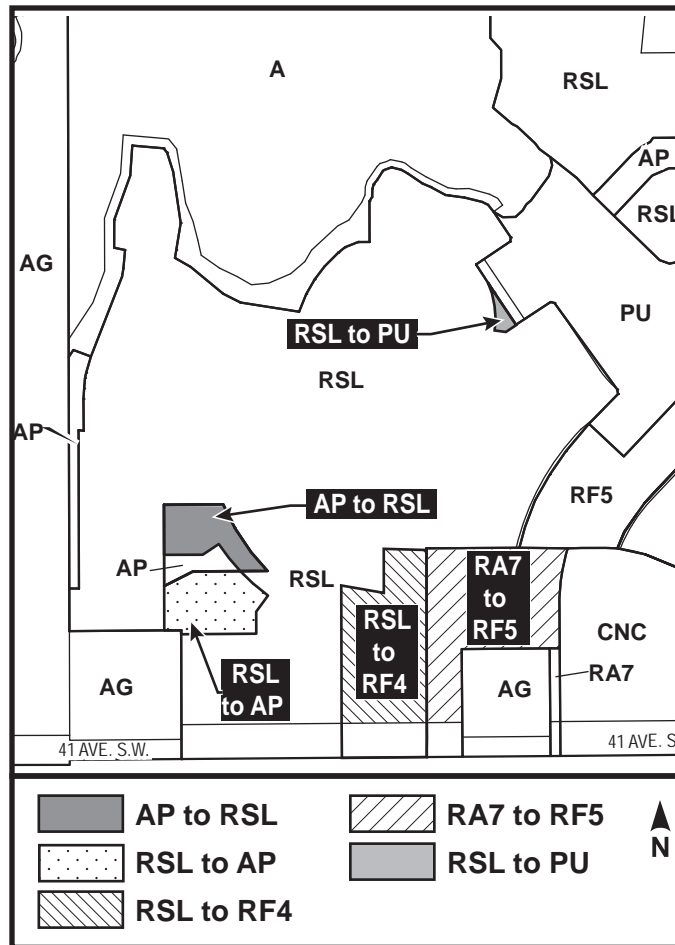 A
RSL
AP
RSL
AG
PU
RSL to PU
RSL
AP
RF5
AP to RSL
AP
RSL
RA7
to
RF5
RSL
to
RF4
CNC
RSL
to AP
AG
AG
RA7
41 AVE. S.W.
41 AVE. S
AP to RSL
RA7 to RF5
RSL to AP
RSL to PU
RSL to RF4
N